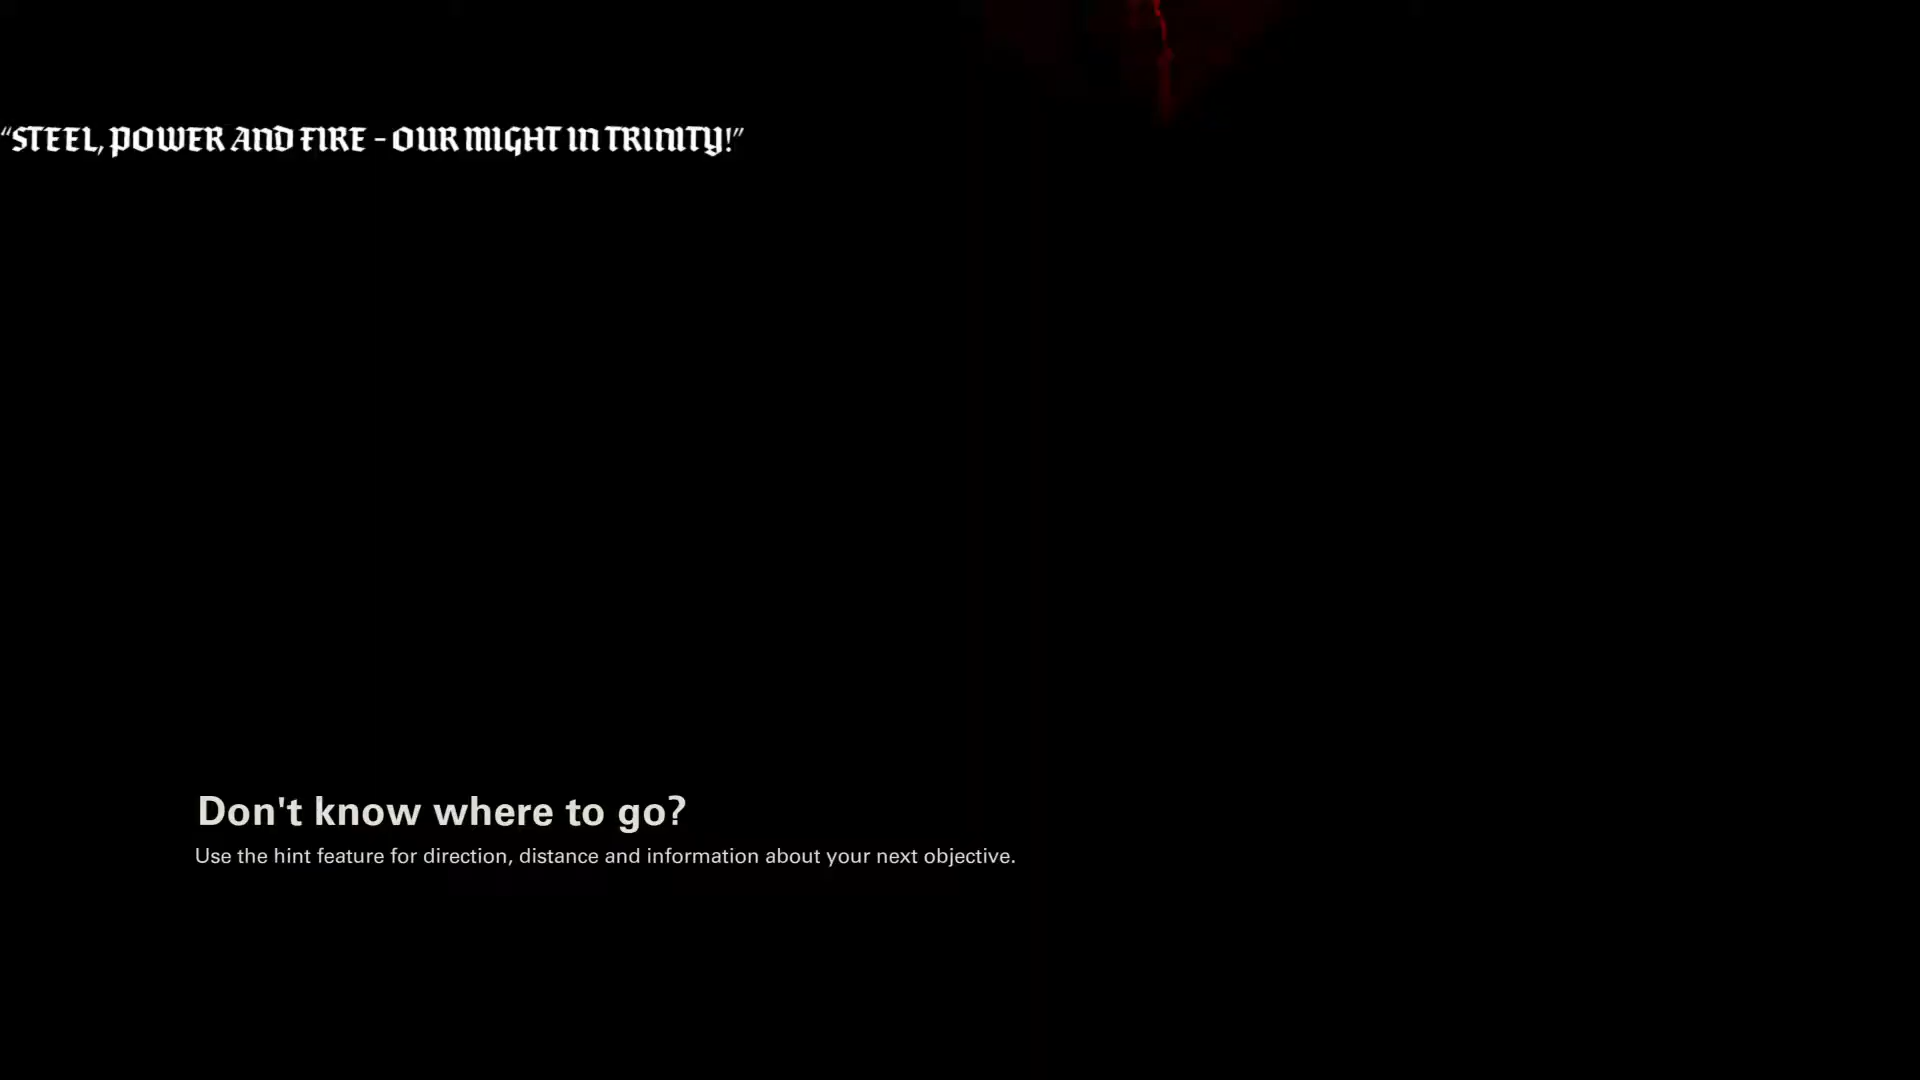 “STEEL, POWER AND FIRE – OUR MIGHT IN TRINITY!”
Don't know where to go?
Use the hint feature for direction, distance and information about your next objective.